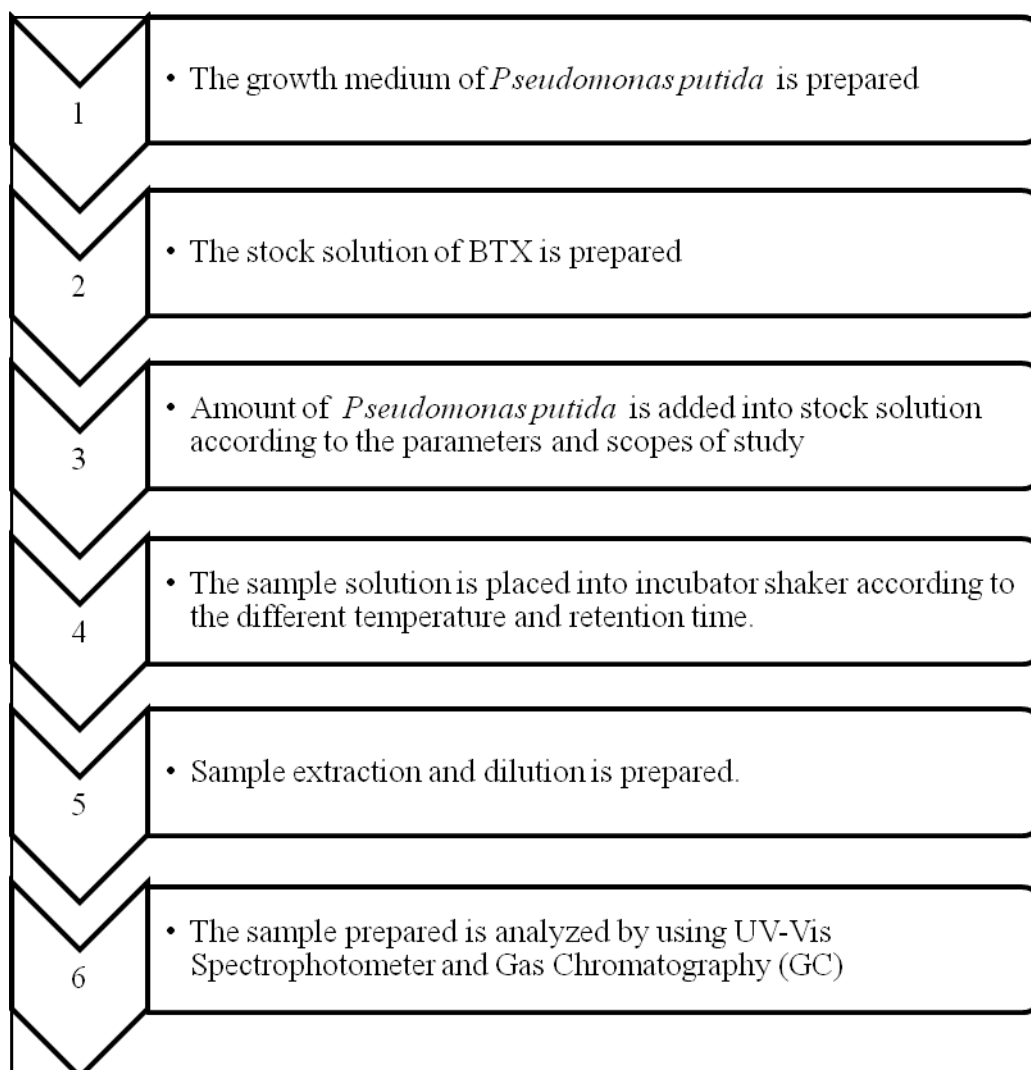 1
• The growth medium of Pseudomonas putida is prepared
2
• The stock solution of BTX is prepared
3
• Amount of Pseudomonas putida is added into stock solution
according to the parameters and scopes of study
4
• The sample solution is placed into incubator shaker according to
the different temperature and retention time.
5
• Sample extraction and dilution is prepared.
6
• The sample prepared is analyzed by using UV-Vis
Spectrophotometer and Gas Chromatography (GC)